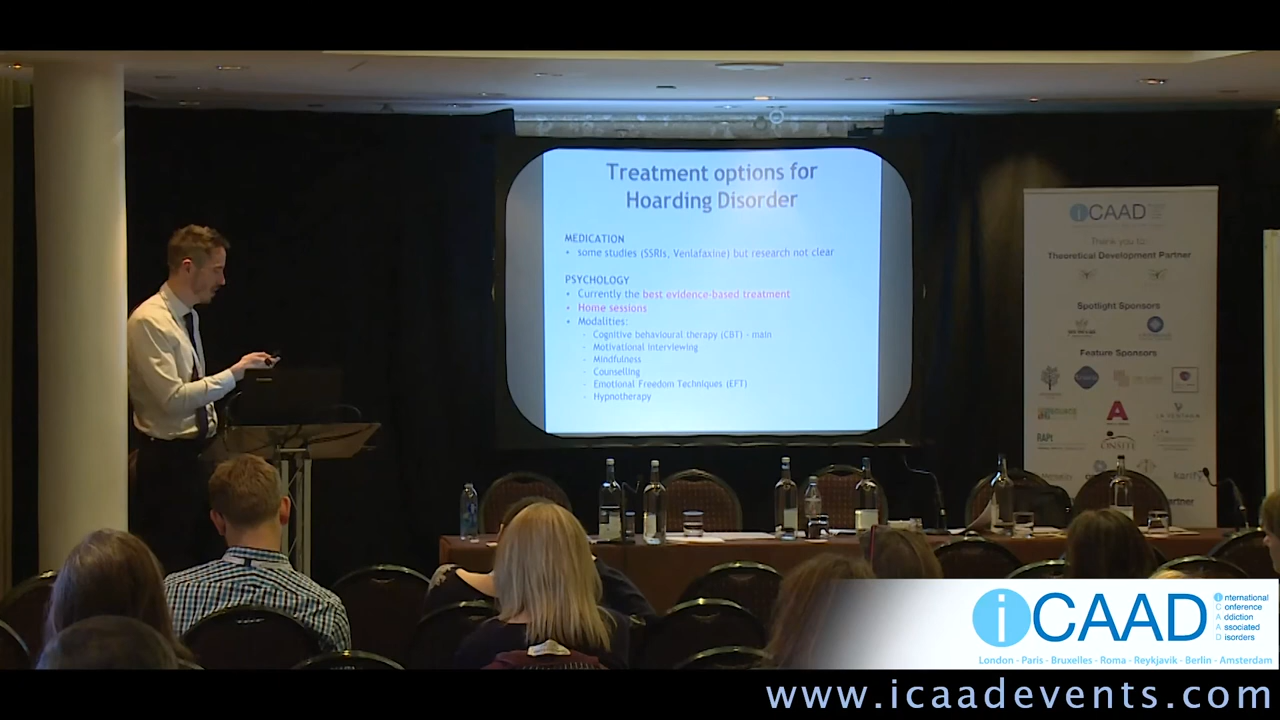 Treatment options for
Hoarding Disorder
MEDICATION
• some studies (SSRIs, Venlafaxine) but research not clear
PSYCHOLOGY
• Currently the best evidence-based treatment
• Home sessions
• Modalities:
- Cognitive behavioural therapy (CBT) - main
- Motivational interviewing
- Mindfulness
- Counselling
- Emotional Freedom Techniques (EFT)
- Hypnotherapy
iCAAD
Thank you to:
Theoretical Development Partner
Spotlight Sponsors
Feature Sponsors
RAPt
ONSITE
karify
iCAAD
international
Conference
Addiction
Associated
Disorders
London - Paris - Bruxelles - Roma - Reykjavik - Berlin - Amsterdam
www.icaadevents.com